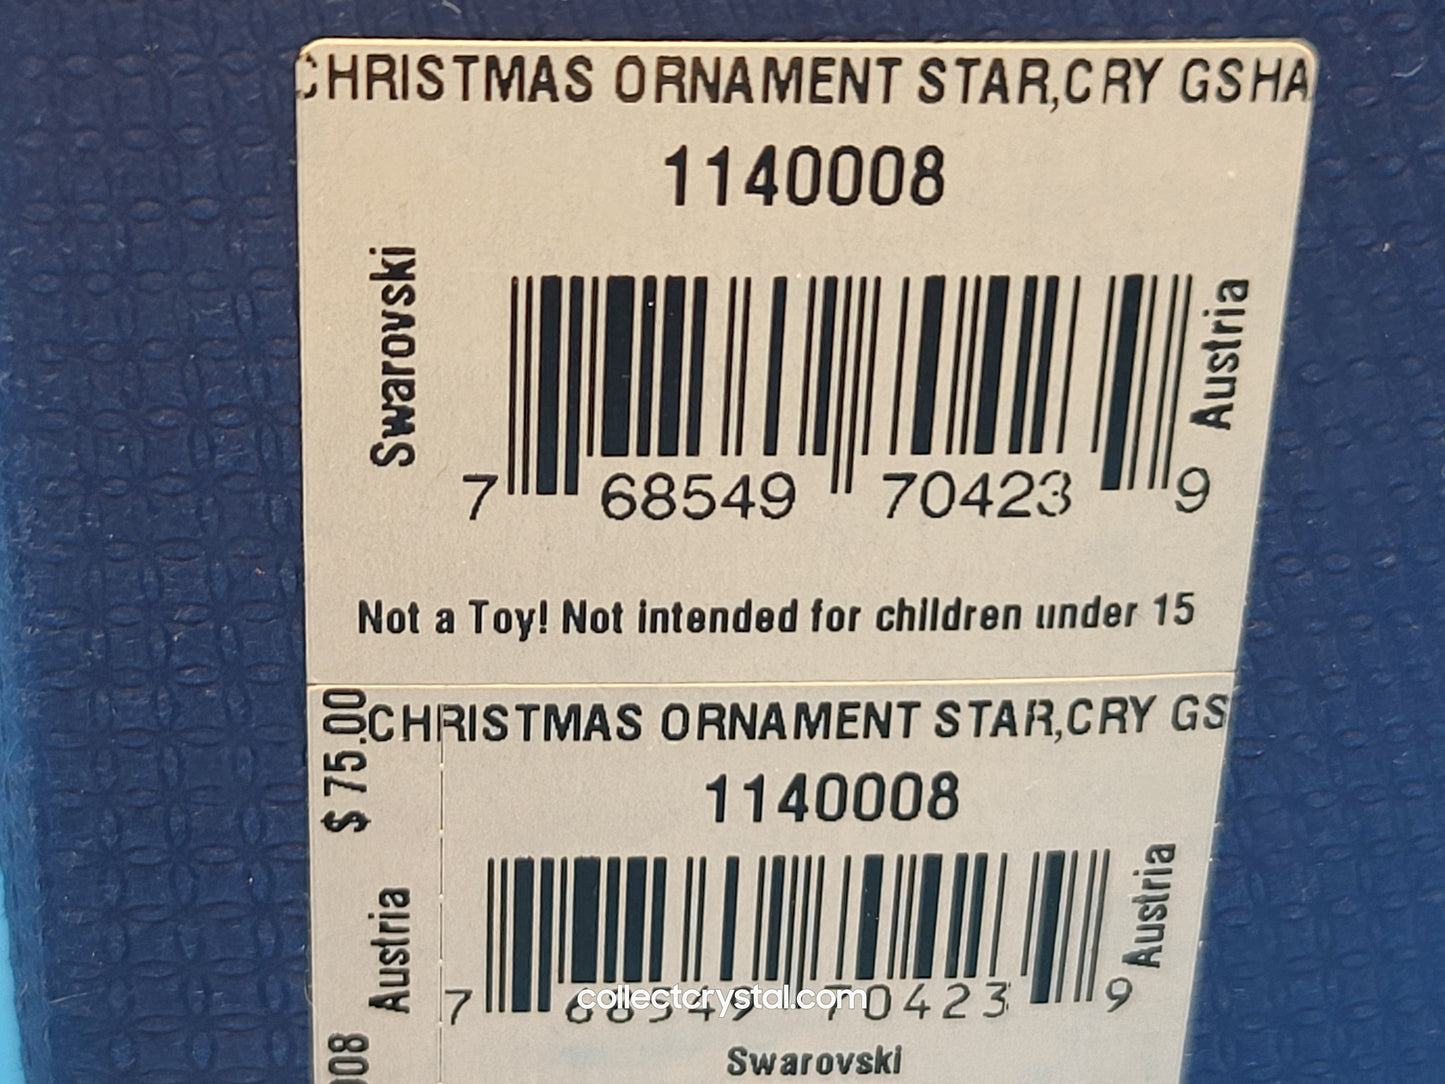 CHRISTMAS ORNAMENT STAR,CRY GSHA
1140008
Swarovski
Austria
7 68549 70423 9
Not a Toy! Not intended for children under 15
$ 75.00
CHRISTMAS ORNAMENT STAR,CRY GS
1140008
Austria
Austria
7 68549 70423 9
collectcrystal.com
Swarovski
008